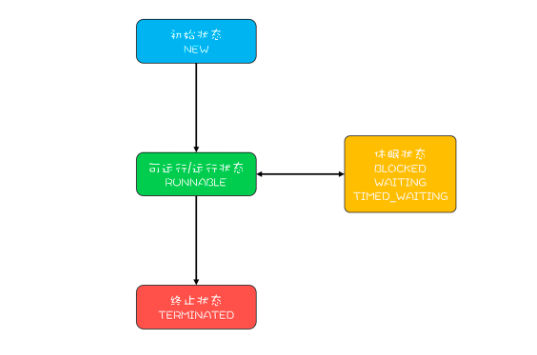 初始状态
NEW
可运行/运行状态
RUNNABLE
休眠状态
BLOCKED
WAITING
TIMED_WAITING
终止状态
TERMINATED